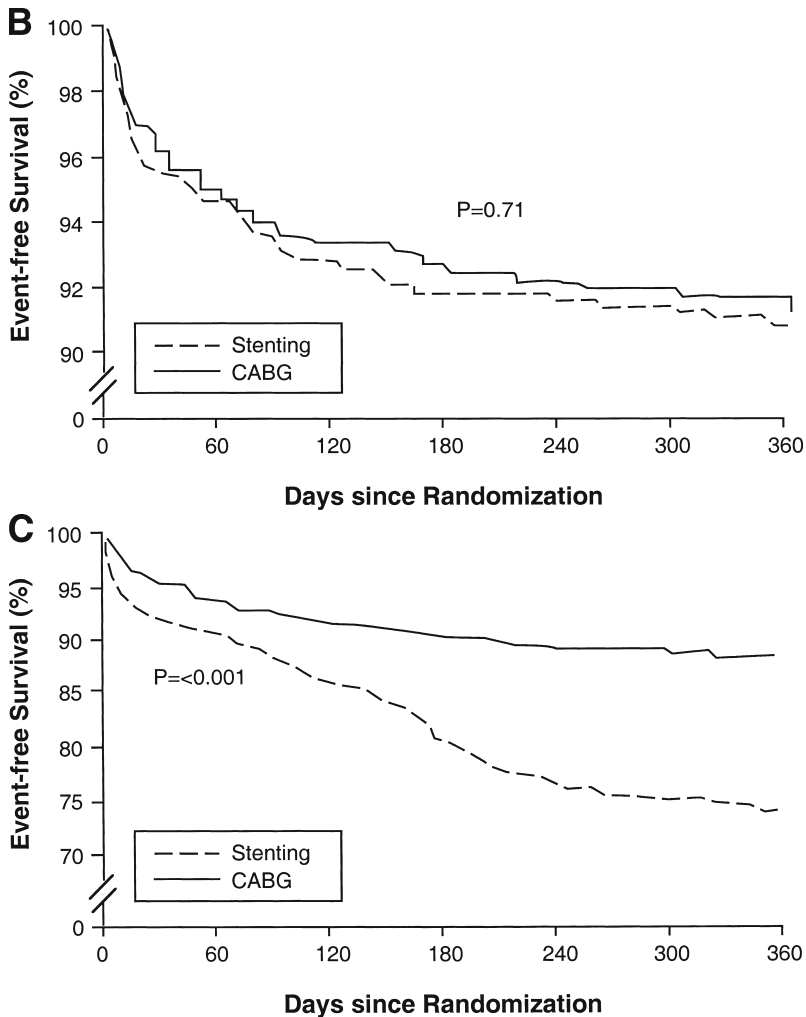 B
Event-free Survival (%)
100
98
96
94
92
90
0
P=0.71
Stenting
CABG
0 60 120 180 240 300 360
Days since Randomization
C
Event-free Survival (%)
100
95
90
85
80
75
70
0
P=<0.001
Stenting
CABG
0 60 120 180 240 300 360
Days since Randomization